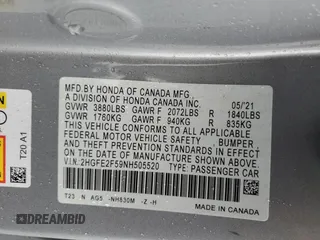 MFD.BY HONDA OF CANADA MFG.,
A DIVISION OF HONDA CANADA INC. 05/21
GVWR 3880LBS GAWR F 2072LBS R 1840LBS
GVWR 1760KG GAWR F 940KG R 835KG
THIS VEHICLE CONFORMS TO ALL APPLICABLE
FEDERAL MOTOR VEHICLE SAFETY, BUMPER,
AND THEFT PREVENTION STANDARDS IN EFFECT
ON THE DATE OF MANUFACTURE SHOWN ABOVE.
V.I.N.:2HGFE2F59NH505520 TYPE: PASSENGER CAR
T23 N AGS -NH830M -Z -H
MADE IN CANADA
T20 A1
DREAMBID